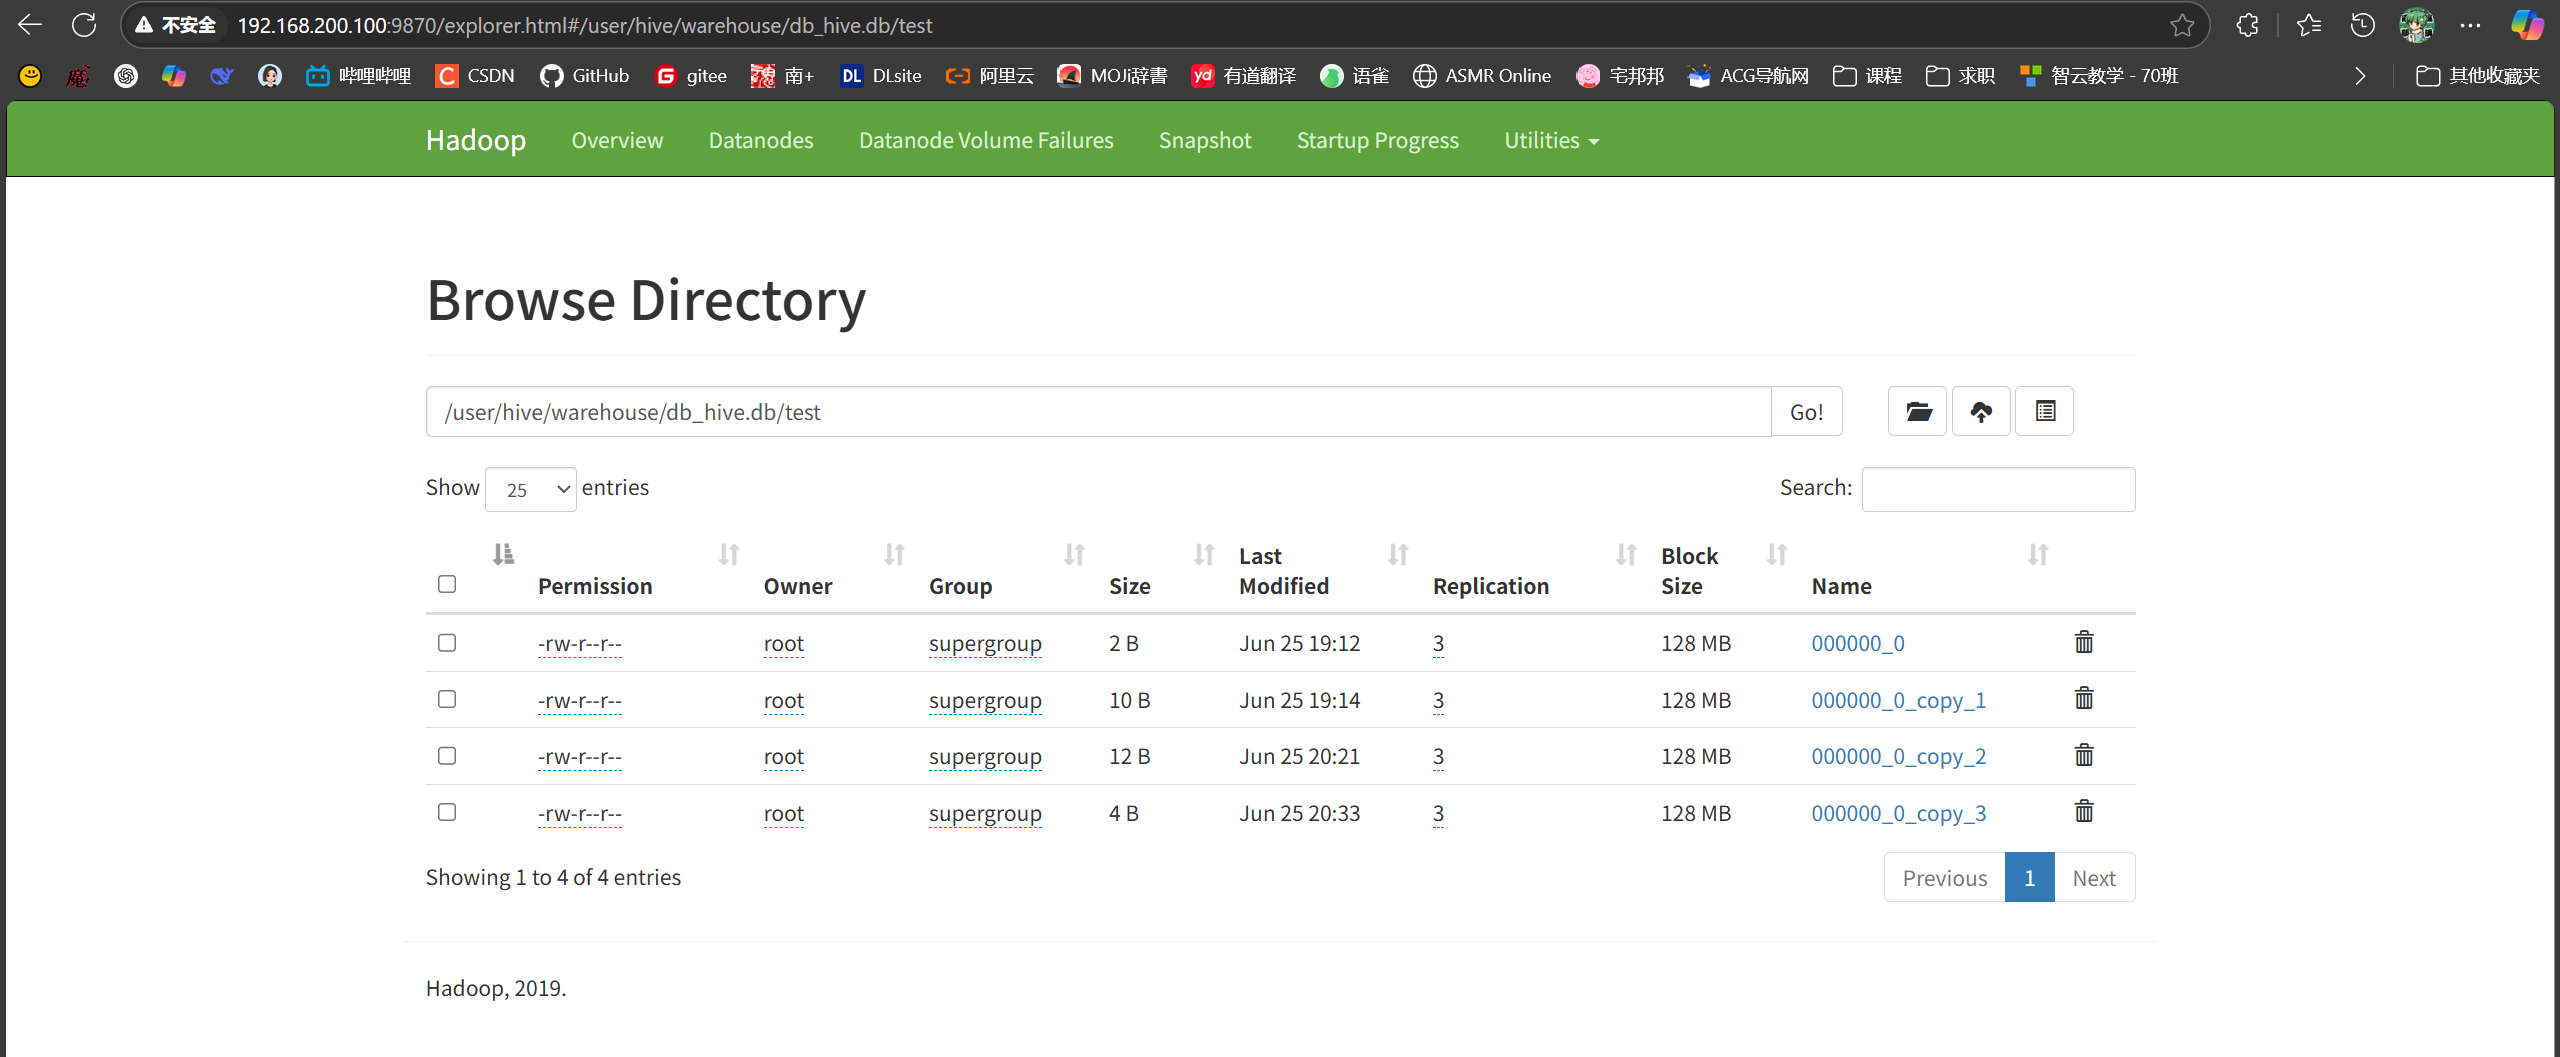 不安全 192.168.200.100:9870/explorer.html#/user/hive/warehouse/db_hive.db/test
魔 哔哩哔哩 CSDN GitHub gitee 南+ DL DLsite 阿里云 MOJi辞書 yd 有道翻译 语雀 ASMR Online 宅邦邦 ACG导航网 课程 求职 智云教学 - 70班 其他收藏夹
Hadoop Overview Datanodes Datanode Volume Failures Snapshot Startup Progress Utilities
Browse Directory
/user/hive/warehouse/db_hive.db/test Go!
Show 25 entries Search:
Permission Owner Group Size Last Modified Replication Block Size Name
-rw-r--r-- root supergroup 2 B Jun 25 19:12 3 128 MB 000000_0
-rw-r--r-- root supergroup 10 B Jun 25 19:14 3 128 MB 000000_0_copy_1
-rw-r--r-- root supergroup 12 B Jun 25 20:21 3 128 MB 000000_0_copy_2
-rw-r--r-- root supergroup 4 B Jun 25 20:33 3 128 MB 000000_0_copy_3
Showing 1 to 4 of 4 entries Previous 1 Next
Hadoop, 2019.